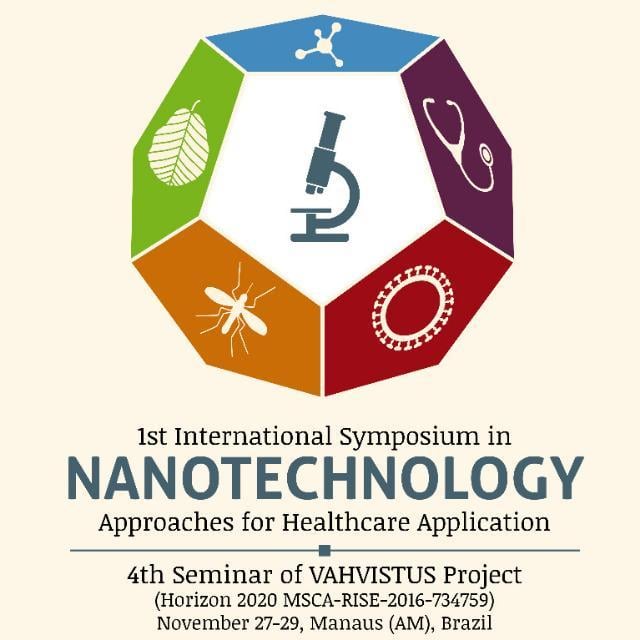 1st International Symposium in
NANOTECHNOLOGY
Approaches for Healthcare Application
4th Seminar of VAHVISTUS Project
(Horizon 2020 MSCA-RISE-2016-734759)
November 27-29, Manaus (AM), Brazil